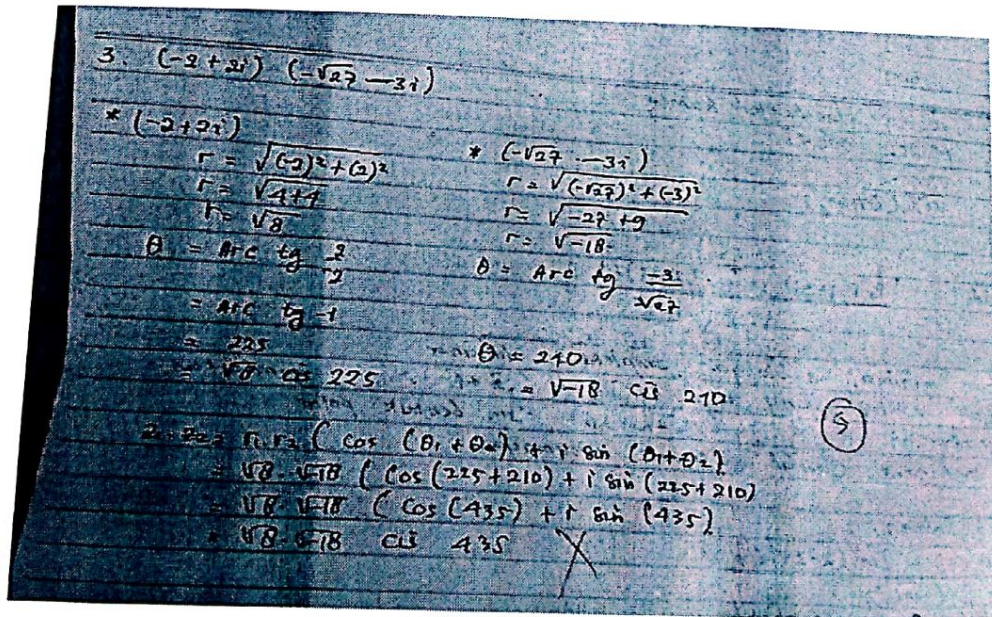 3. (-2 + 2i) (-√27 - 3i)
* (-2+2i)
r = √(-2)² + (2)²
r = √4+4
r = √8
θ = Arc tg 2/2
= Arc tg -1
= 225
= √8 cis 225
* (-√27 - 3i)
r = √(-√27)² + (-3)²
r = √-27 + 9
r = √-18
θ = Arc tg -3/√27
θ = 240
= √-18 cis 210
5
r1.r2 (cos (θ1 + θ2) + i sin (θ1+θ2)
= √8 . √-18 (cos (225+210) + i sin (225+210)
= √8 . √-18 (cos (435) + i sin (435)
= √8 . √-18 cis 435